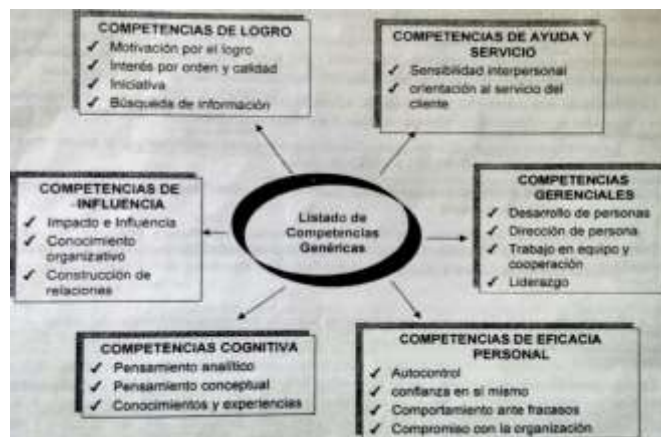 COMPETENCIAS DE LOGRO
✓ Motivación por el logro
✓ Interés por orden y calidad
✓ Iniciativa
✓ Búsqueda de información
COMPETENCIAS DE AYUDA Y
SERVICIO
✓ Sensibilidad interpersonal
✓ orientación al servicio del
cliente
COMPETENCIAS DE
INFLUENCIA
✓ Impacto e Influencia
✓ Conocimiento
organizativo
✓ Construcción de
relaciones
Listado de
Competencias
Genéricas
COMPETENCIAS
GERENCIALES
✓ Desarrollo de personas
✓ Dirección de persona
✓ Trabajo en equipo y
cooperación
✓ Liderazgo
COMPETENCIAS COGNITIVA
✓ Pensamiento analítico
✓ Pensamiento conceptual
✓ Conocimientos y experiencias
COMPETENCIAS DE EFICACIA
PERSONAL
✓ Autocontrol
✓ confianza en sí mismo
✓ Comportamiento ante fracasos
✓ Compromiso con la organización